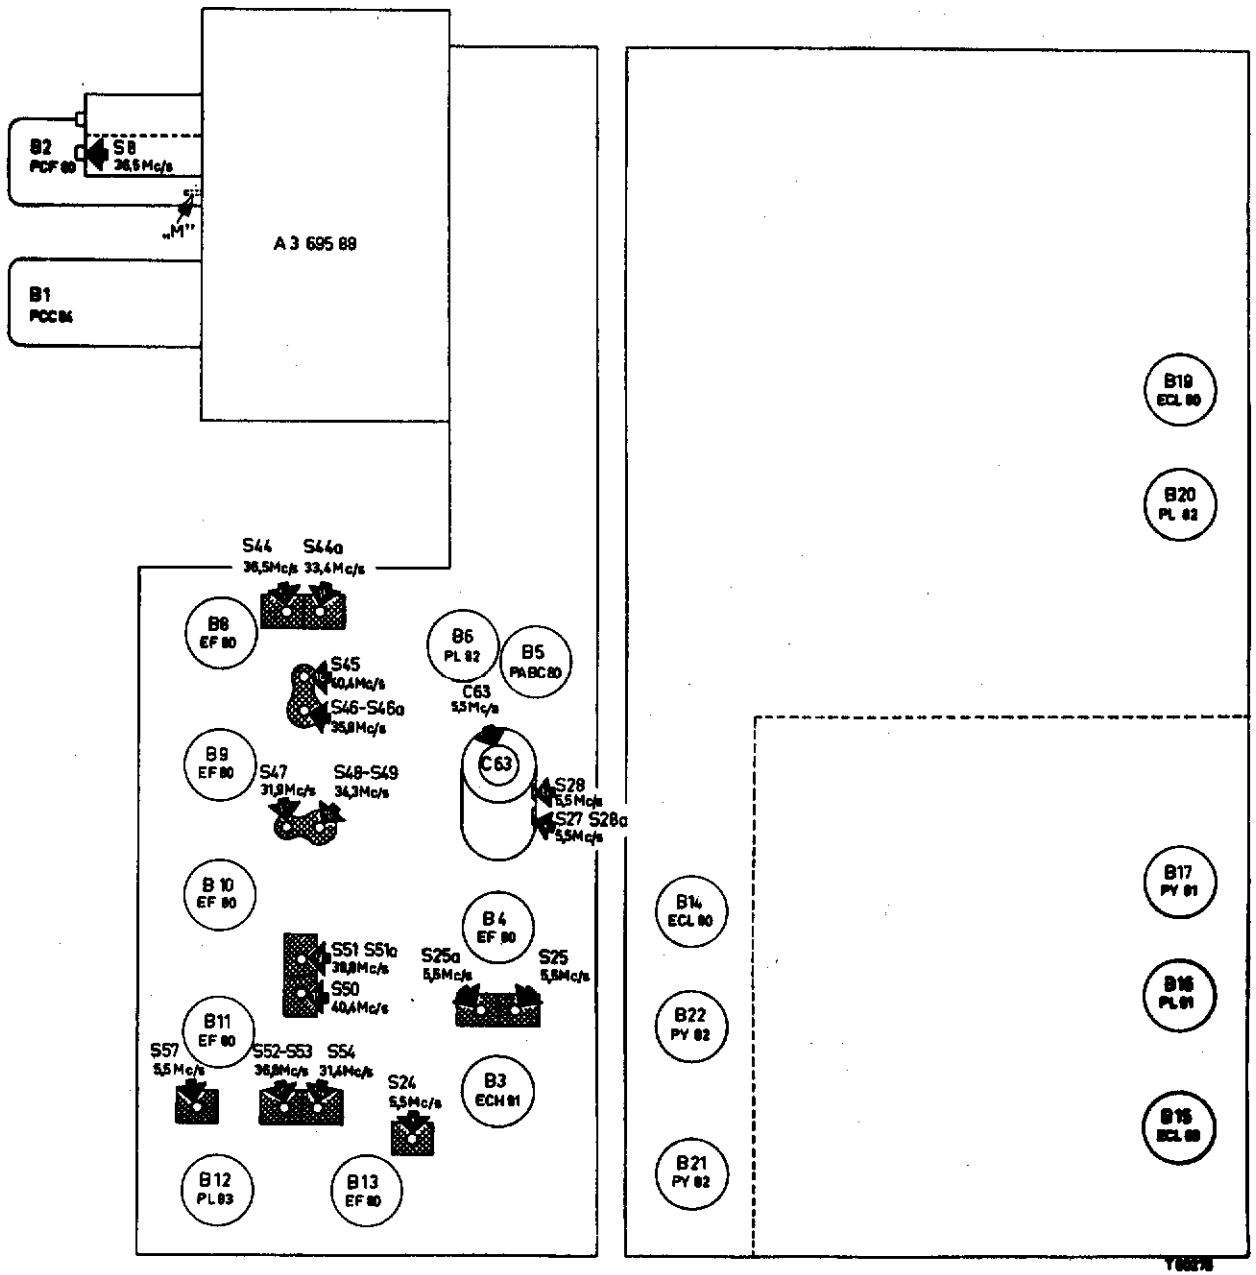 B2
PCF 80
S8
36,5Mc/s
„M”
A 3 695 89
B1
PCC84
B19
ECL 80
B20
PL 82
S44
36,5Mc/s
S44a
33,4Mc/s
B8
EF 80
B6
PL 82
B5
PABC80
S45
40,4Mc/s
S46-S46a
35,8Mc/s
C63
5,5Mc/s
B9
EF 80
C63
S47
31,9Mc/s
S48-S49
34,3Mc/s
S28
5,5Mc/s
S27 S28a
5,5Mc/s
B10
EF 80
B4
EF 80
B14
ECL 80
B17
PY 81
S51 S51a
S50
40,4Mc/s
S25a
5,5Mc/s
S25
5,5Mc/s
B11
EF 80
B22
PY 82
B16
PL 81
S57
5,5Mc/s
S52-S53
36,8Mc/s
S54
31,4Mc/s
S24
5,5Mc/s
B3
ECH 81
B15
ECL 80
B12
PL 83
B13
EF 80
B21
PY 82